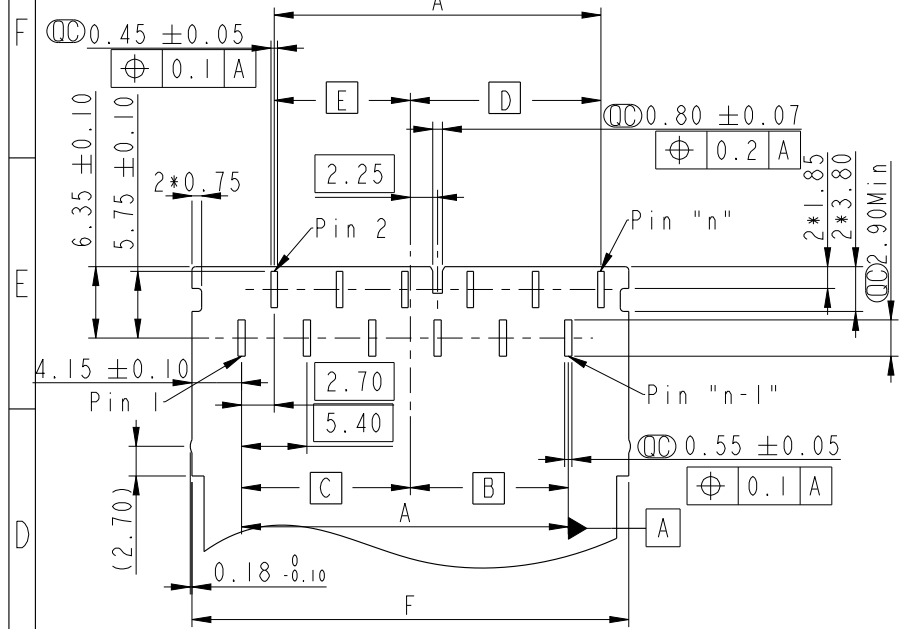 A
F
QC 0.45 ±0.05
⌖ 0.1 A
E
D
QC 0.80 ±0.07
⌖ 0.2 A
6.35 ±0.10
5.75 ±0.10
2*0.75
2.25
2*1.85
2*3.80
QC 2.90Min
Pin 2
Pin "n"
E
4.15 ±0.10
Pin 1
2.70
5.40
Pin "n-1"
QC 0.55 ±0.05
⌖ 0.1 A
C
B
A
A
(2.70)
D
0.18 0 -0.10
F